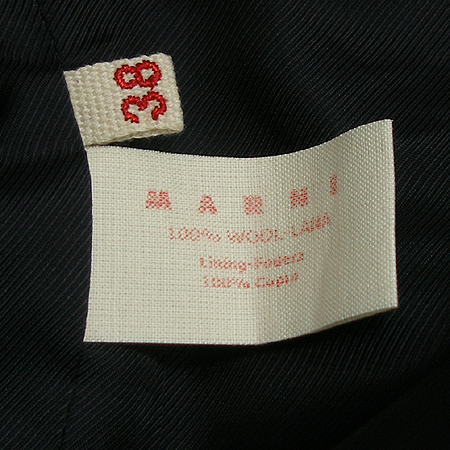 38
MARNI
100% WOOL-LANA
Lining-Fodera
100% Cupro